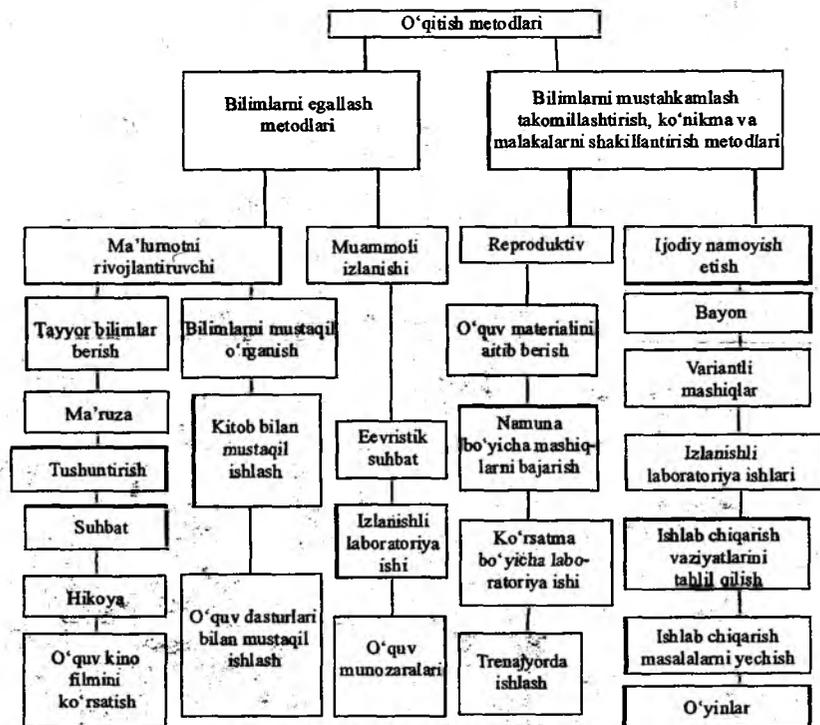 O‘qitish metodlari
Bilimlarni egallash
metodlari
Bilimlarni mustahkamlash
takomillashtirish, ko‘nikma va
malakalarni shakillantirish metodlari
Ma’lumotni
rivojlantiruvchi
Muammoli
izlanishi
Reproduktiv
Ijodiy namoyish
etish
Tayyor bilimlar
berish
Ma’ruza
Tushuntirish
Suhbat
Hikoya
O‘quv kino
filmini
ko‘rsatish
Bilimlarni mustaqil
o‘rganish
Kitob bilan
mustaqil
ishlash
O‘quv dasturlari
bilan mustaqil
ishlash
Eevristik
suhbat
Izlanishli
laboratoriya
ishi
O‘quv
munozaralari
O‘quv materialini
aitib berish
Namuna
bo‘yicha mashiq-
larni bajarish
Ko‘rsatma
bo‘yicha labo-
ratoriya ishi
Trenajyorda
ishlash
Bayon
Variantli
mashiqlar
Izlanishli
laboratoriya ishlari
Ishlab chiqarish
vaziyatlarini
tahlil qilish
Ishlab chiqarish
masalalarni yechish
O‘yinlar